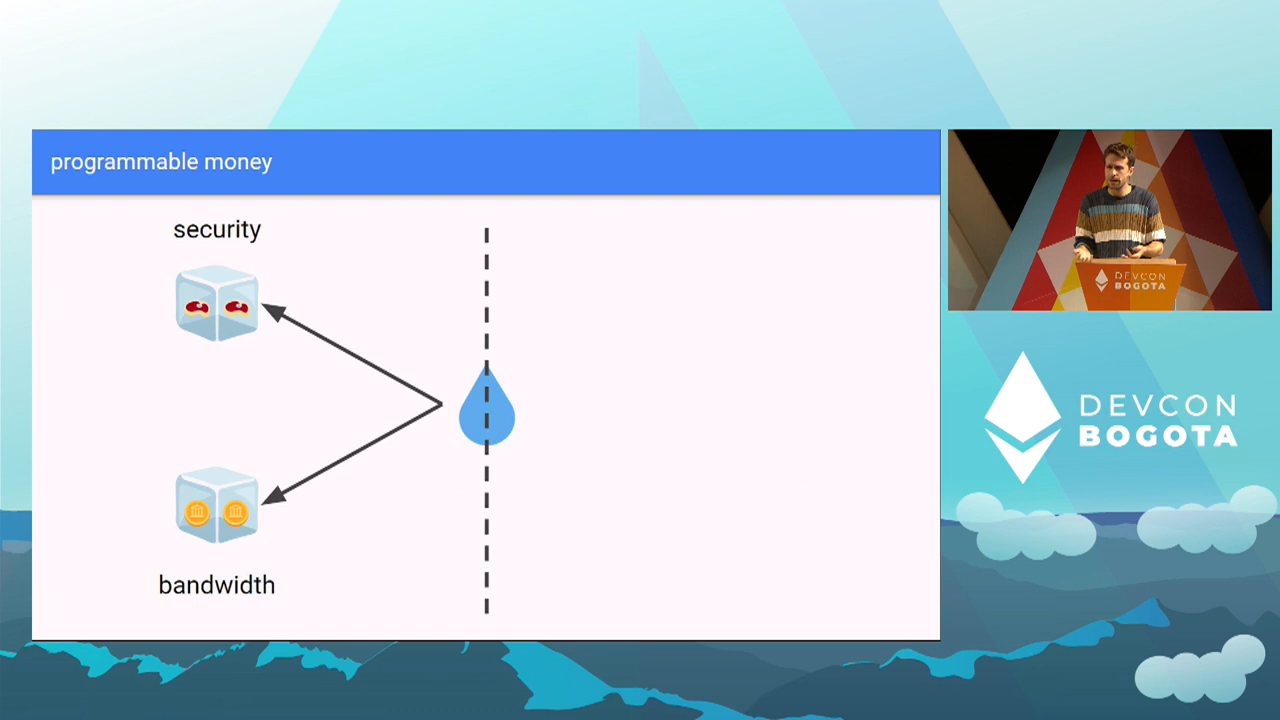 programmable money
security
bandwidth
DEVCON
BOGOTA
DEVCON
BOGOTA